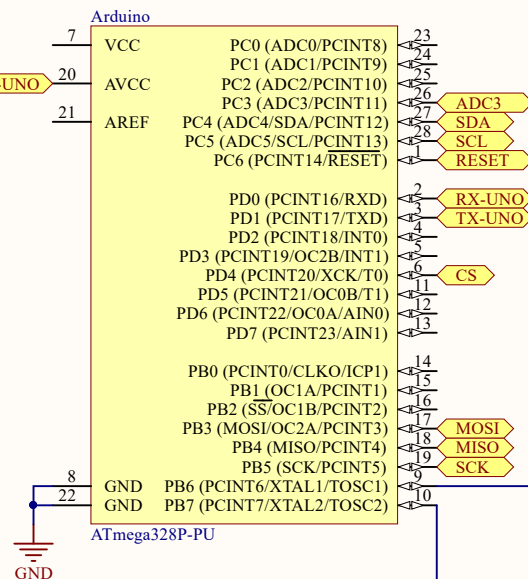 Arduino
7 VCC PC0 (ADC0/PCINT8) 23
PC1 (ADC1/PCINT9) 24
-UNO 20 AVCC PC2 (ADC2/PCINT10) 25
PC3 (ADC3/PCINT11) 26 ADC3
21 AREF PC4 (ADC4/SDA/PCINT12) 27 SDA
PC5 (ADC5/SCL/PCINT13) 28 SCL
PC6 (PCINT14/RESET) 1 RESET
PD0 (PCINT16/RXD) 2 RX-UNO
PD1 (PCINT17/TXD) 3 TX-UNO
PD2 (PCINT18/INT0) 4
PD3 (PCINT19/OC2B/INT1) 5
PD4 (PCINT20/XCK/T0) 6 CS
PD5 (PCINT21/OC0B/T1) 11
PD6 (PCINT22/OC0A/AIN0) 12
PD7 (PCINT23/AIN1) 13
PB0 (PCINT0/CLKO/ICP1) 14
PB1 (OC1A/PCINT1) 15
PB2 (SS/OC1B/PCINT2) 16
PB3 (MOSI/OC2A/PCINT3) 17 MOSI
PB4 (MISO/PCINT4) 18 MISO
PB5 (SCK/PCINT5) 19 SCK
8 GND PB6 (PCINT6/XTAL1/TOSC1) 9
22 GND PB7 (PCINT7/XTAL2/TOSC2) 10
ATmega328P-PU
GND